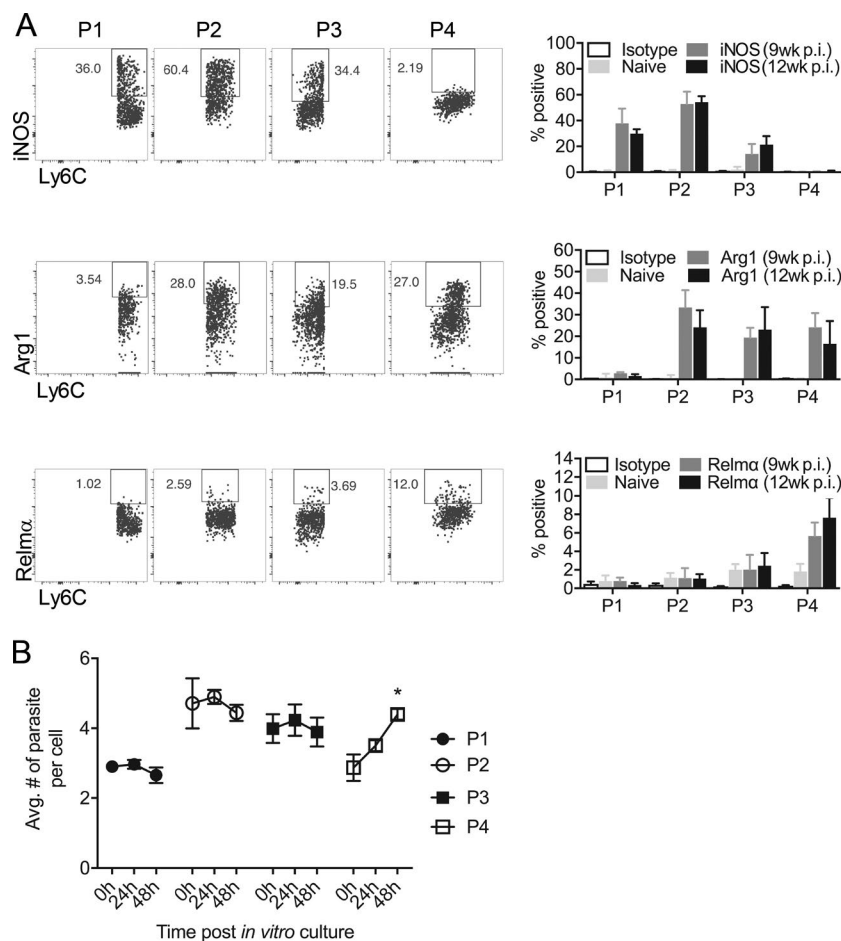 A
P1 P2 P3 P4
36.0 60.4 34.4 2.19
iNOS
Ly6C
Isotype iNOS (9wk p.i.)
Naive iNOS (12wk p.i.)
% positive
100
80
60
40
20
0
P1 P2 P3 P4
3.54 28.0 19.5 27.0
Arg1
Ly6C
Isotype Arg1 (9wk p.i.)
Naive Arg1 (12wk p.i.)
% positive
60
50
40
30
20
10
0
P1 P2 P3 P4
1.02 2.59 3.69 12.0
Relmα
Ly6C
Isotype Relmα (9wk p.i.)
Naive Relmα (12wk p.i.)
% positive
14
12
10
8
6
4
2
0
P1 P2 P3 P4
B
Avg. # of parasite
per cell
6
4
2
0
*
P1
P2
P3
P4
0h 24h 48h 0h 24h 48h 0h 24h 48h 0h 24h 48h
Time post in vitro culture